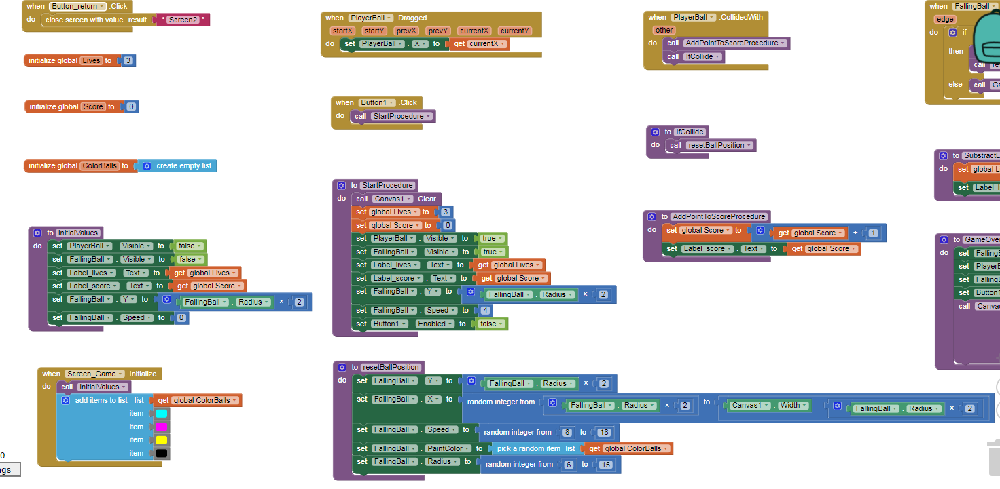 when Button_return .Click
do close screen with value result " Screen2 "
initialize global Lives to 3
initialize global Score to 0
initialize global ColorBalls to create empty list
to initialValues
do set PlayerBall . Visible to false
set FallingBall . Visible to false
set Label_lives . Text to get global Lives
set Label_score . Text to get global Score
set FallingBall . Y to FallingBall . Radius × 2
set FallingBall . Speed to 0
when Screen_Game .Initialize
do call initialValues
add items to list list get global ColorBalls
item
item
item
item
0
gs
when PlayerBall .Dragged
startX startY prevX prevY currentX currentY
do set PlayerBall . X to get currentX
when Button1 .Click
do call StartProcedure
to StartProcedure
do call Canvas1 .Clear
set global Lives to 3
set global Score to 0
set PlayerBall . Visible to true
set FallingBall . Visible to true
set Label_lives . Text to get global Lives
set Label_score . Text to get global Score
set FallingBall . Y to FallingBall . Radius × 2
set FallingBall . Speed to 4
set Button1 . Enabled to false
to resetBallPosition
do set FallingBall . Y to FallingBall . Radius × 2
set FallingBall . X to random integer from FallingBall . Radius × 2 to Canvas1 . Width - FallingBall . Radius × 2
set FallingBall . Speed to random integer from 8 to 18
set FallingBall . PaintColor to pick a random item list get global ColorBalls
set FallingBall . Radius to random integer from 6 to 15
when PlayerBall .CollidedWith
other
do call AddPointToScoreProcedure
call IfCollide
to IfCollide
do call resetBallPosition
to AddPointToScoreProcedure
do set global Score to get global Score + 1
set Label_score . Text to get global Score
when FallingBall
edge
do if
then
call
else call Ga
to SubstractL
do set global L
set Label_l
to GameOver
do set FallingB
set PlayerB
set FallingB
set Button1
call Canvas